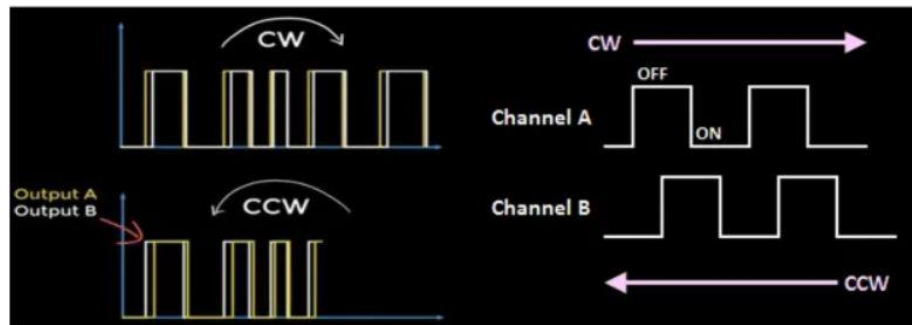 CW
Output A
Output B
CCW
CW
OFF
Channel A
ON
Channel B
CCW